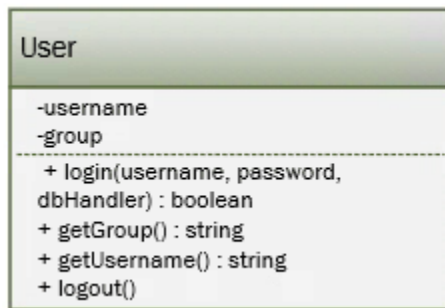 User
-username
-group
+ login(username, password,
dbHandler) : boolean
+ getGroup() : string
+ getUsername() : string
+ logout()